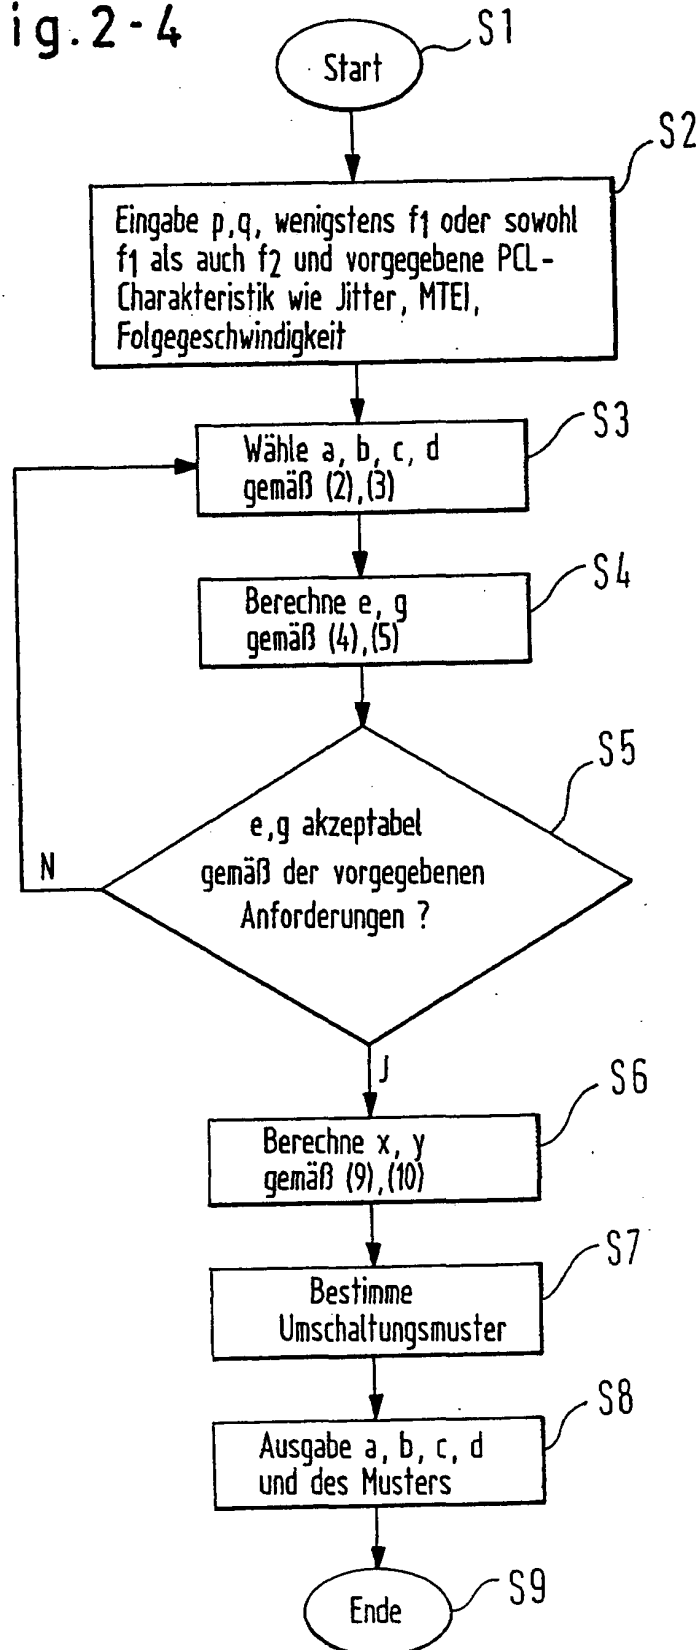 ig. 2-4
Start
S1
S2
Eingabe p,q, wenigstens f1 oder sowohl
f1 als auch f2 und vorgegebene PCL-
Charakteristik wie Jitter, MTEI,
Folgegeschwindigkeit
S3
Wähle a, b, c, d
gemäß (2),(3)
S4
Berechne e, g
gemäß (4),(5)
S5
e,g akzeptabel
gemäß der vorgegebenen
Anforderungen ?
N
J
S6
Berechne x, y
gemäß (9),(10)
S7
Bestimme
Umschaltungsmuster
S8
Ausgabe a, b, c, d
und des Musters
S9
Ende